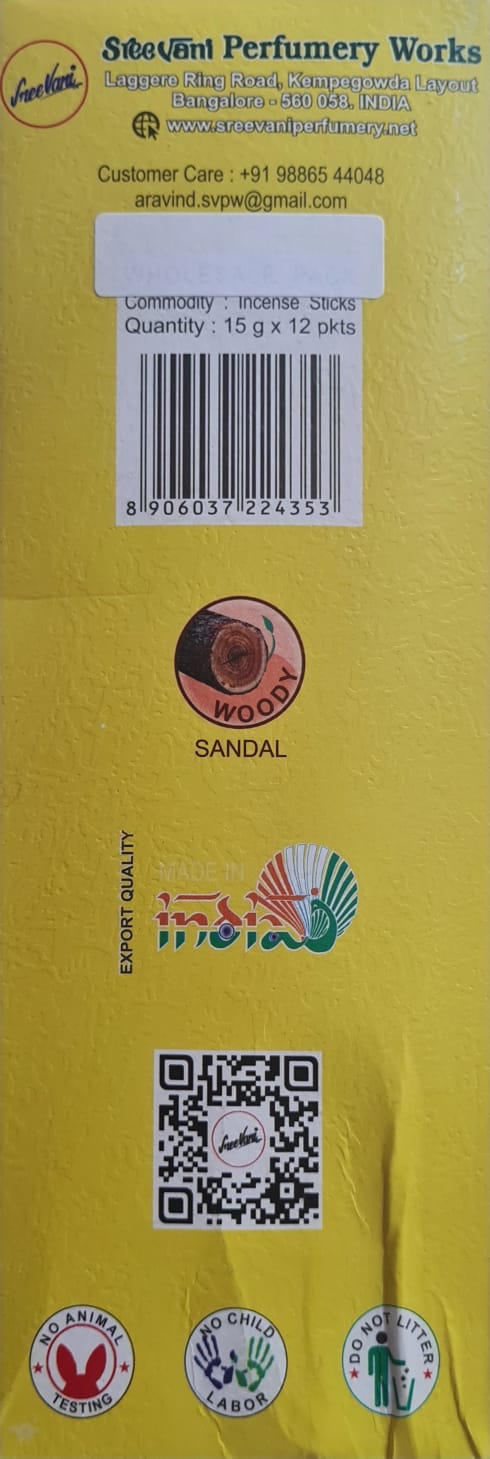 SreeVani
SreeVani Perfumery Works
Laggere Ring Road, Kempegowda Layout
Bangalore - 560 058. INDIA
www.sreevaniperfumery.net
Customer Care : +91 98865 44048
aravind.svpw@gmail.com
WHOLESALE PACK
Commodity : Incense Sticks
Quantity : 15 g x 12 pkts
8 906037 224353
WOODY
SANDAL
EXPORT QUALITY
MADE IN
india
SreeVani
NO ANIMAL
TESTING
NO CHILD
LABOR
DO NOT LITTER